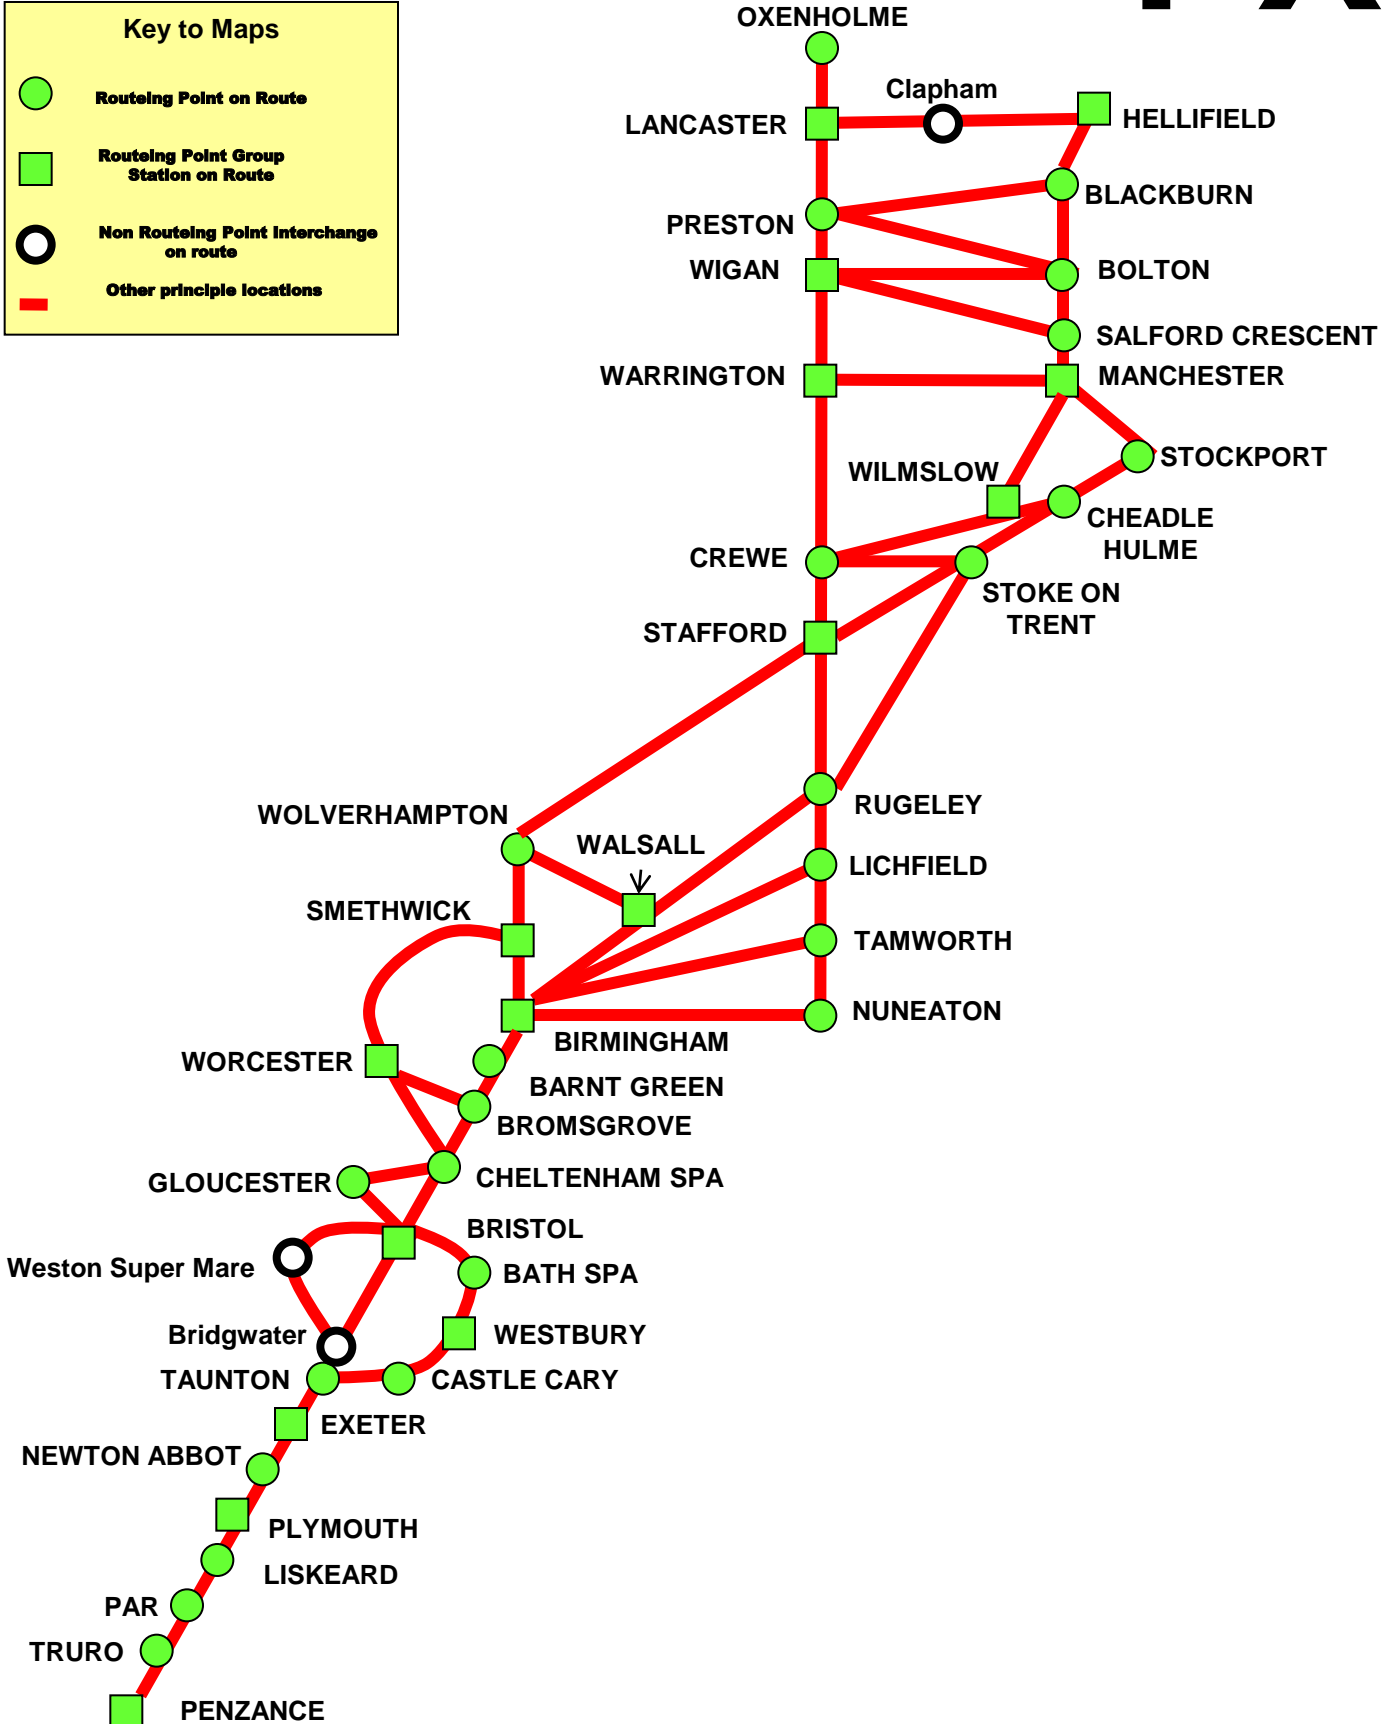 Key to Maps
Routeing Point on Route
Routeing Point Group
Station on Route
Non Routeing Point Interchange
on route
Other principle locations
OXENHOLME
Clapham
LANCASTER
HELLIFIELD
BLACKBURN
PRESTON
WIGAN
BOLTON
SALFORD CRESCENT
WARRINGTON
MANCHESTER
STOCKPORT
WILMSLOW
CHEADLE
HULME
CREWE
STOKE ON
TRENT
STAFFORD
RUGELEY
WOLVERHAMPTON
WALSALL
LICHFIELD
SMETHWICK
TAMWORTH
NUNEATON
BIRMINGHAM
WORCESTER
BARNT GREEN
BROMSGROVE
CHELTENHAM SPA
GLOUCESTER
BRISTOL
Weston Super Mare
BATH SPA
Bridgwater
WESTBURY
TAUNTON
CASTLE CARY
EXETER
NEWTON ABBOT
PLYMOUTH
LISKEARD
PAR
TRURO
PENZANCE